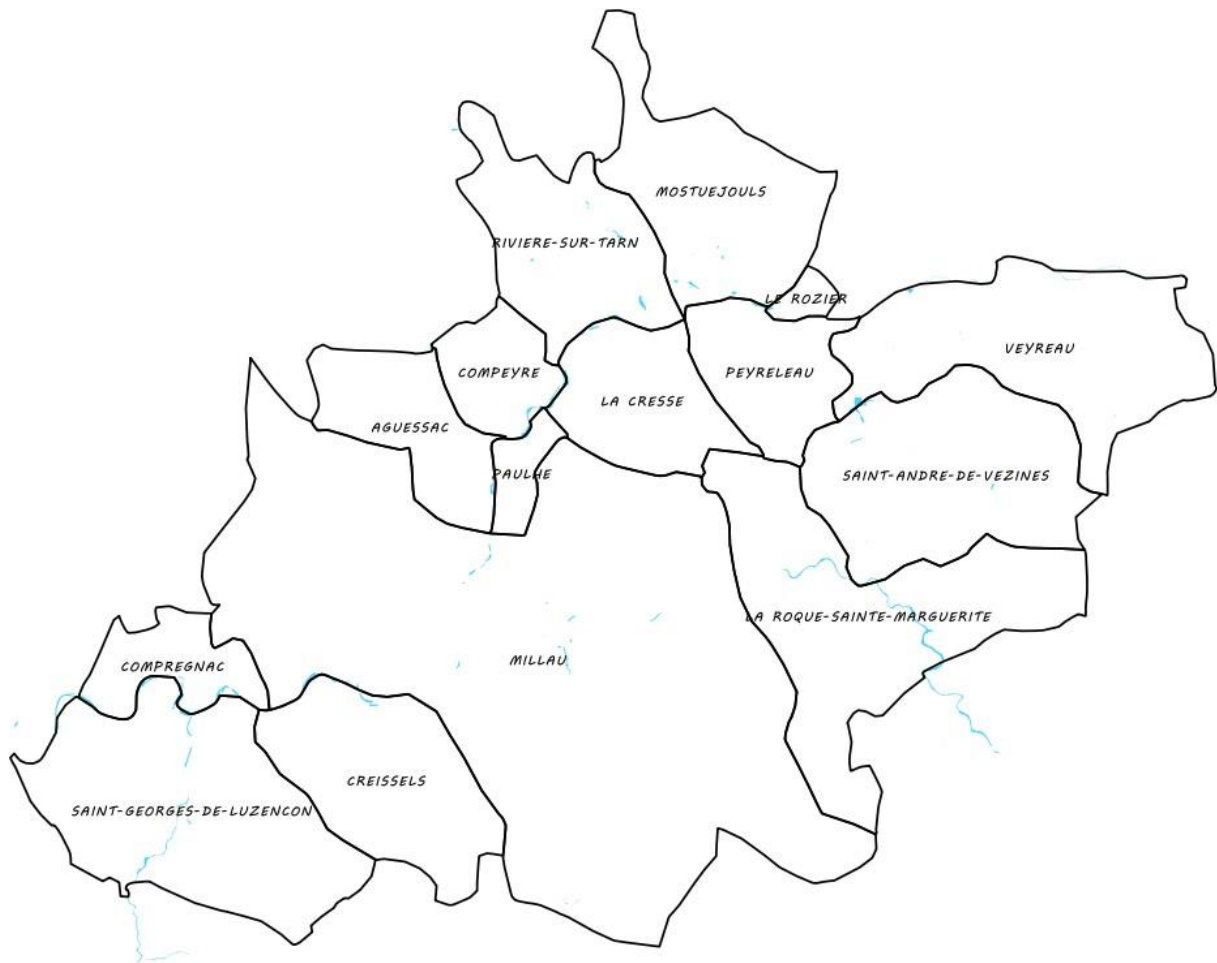 MOSTUEJOULS
RIVIERE-SUR-TARN
LE ROZIER
VEYREAU
COMPEYRE
PEYRELEAU
LA CRESSE
AGUESSAC
PAULHE
SAINT-ANDRE-DE-VEZINES
LA ROQUE-SAINTE-MARGUERITE
MILLAU
COMPREGNAC
CREISSELS
SAINT-GEORGES-DE-LUZENCON